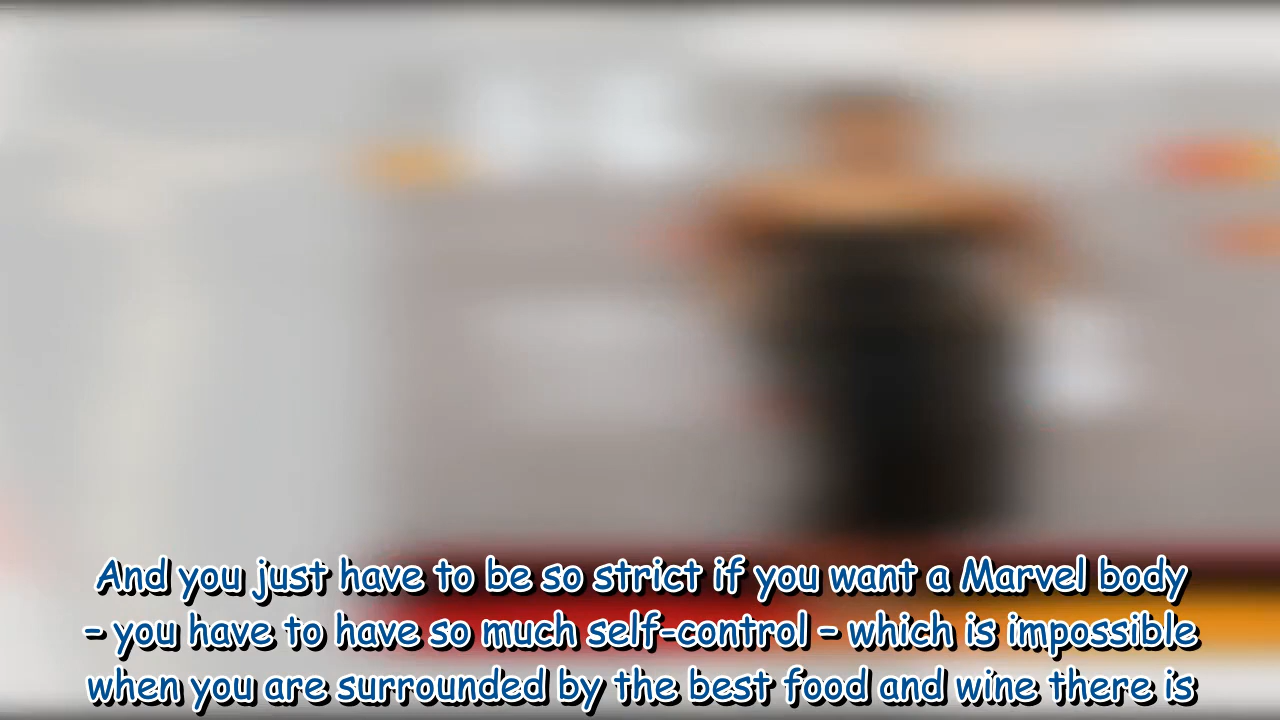 And you just have to be so strict if you want a Marvel body
– you have to have so much self-control – which is impossible
when you are surrounded by the best food and wine there is